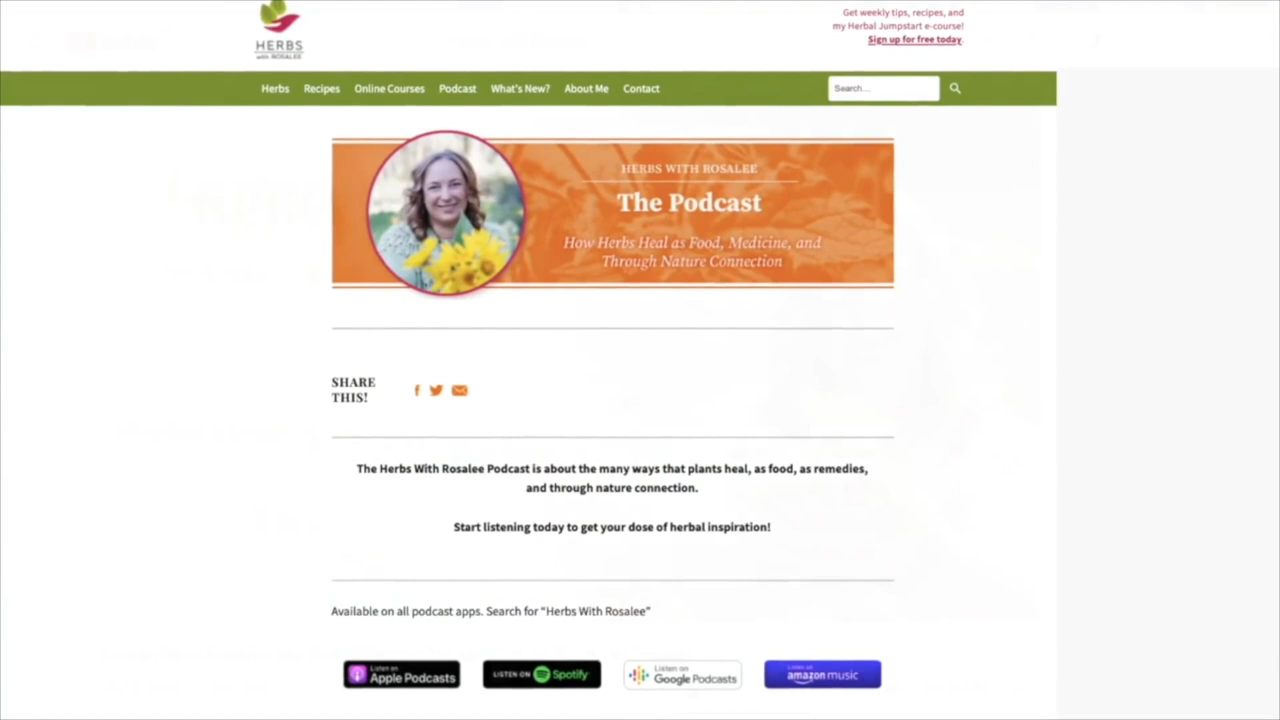 Get weekly tips, recipes, and
my Herbal Jumpstart e-course!
Sign up for free today.
HERBS
with ROSALEE
Herbs Recipes Online Courses Podcast What's New? About Me Contact
Search...
HERBS WITH ROSALEE
The Podcast
How Herbs Heal as Food, Medicine, and
Through Nature Connection
SHARE
THIS!
The Herbs With Rosalee Podcast is about the many ways that plants heal, as food, as remedies,
and through nature connection.
Start listening today to get your dose of herbal inspiration!
Available on all podcast apps. Search for “Herbs With Rosalee”
Listen on
Apple Podcasts
LISTEN ON Spotify
Listen on
Google Podcasts
Listen on
amazon music